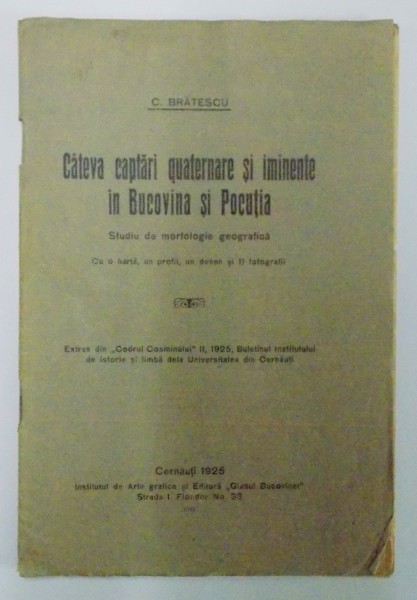 C. BRĂTESCU
Câteva captări quaternare și iminente
in Bucovina și Pocuția
Studiu de morfologie geografică
Cu o hartă, un profil, un desen și 11 fotografii
Extras din „Codrul Cosminului" II, 1925, Buletinul Institutului
de istorie și limbă dela Universitatea din Cernăuți
Cernăuți 1925
Institutul de Arte grafice și Editură „Glasul Bucovinei"
Strada I. Flondor No. 33